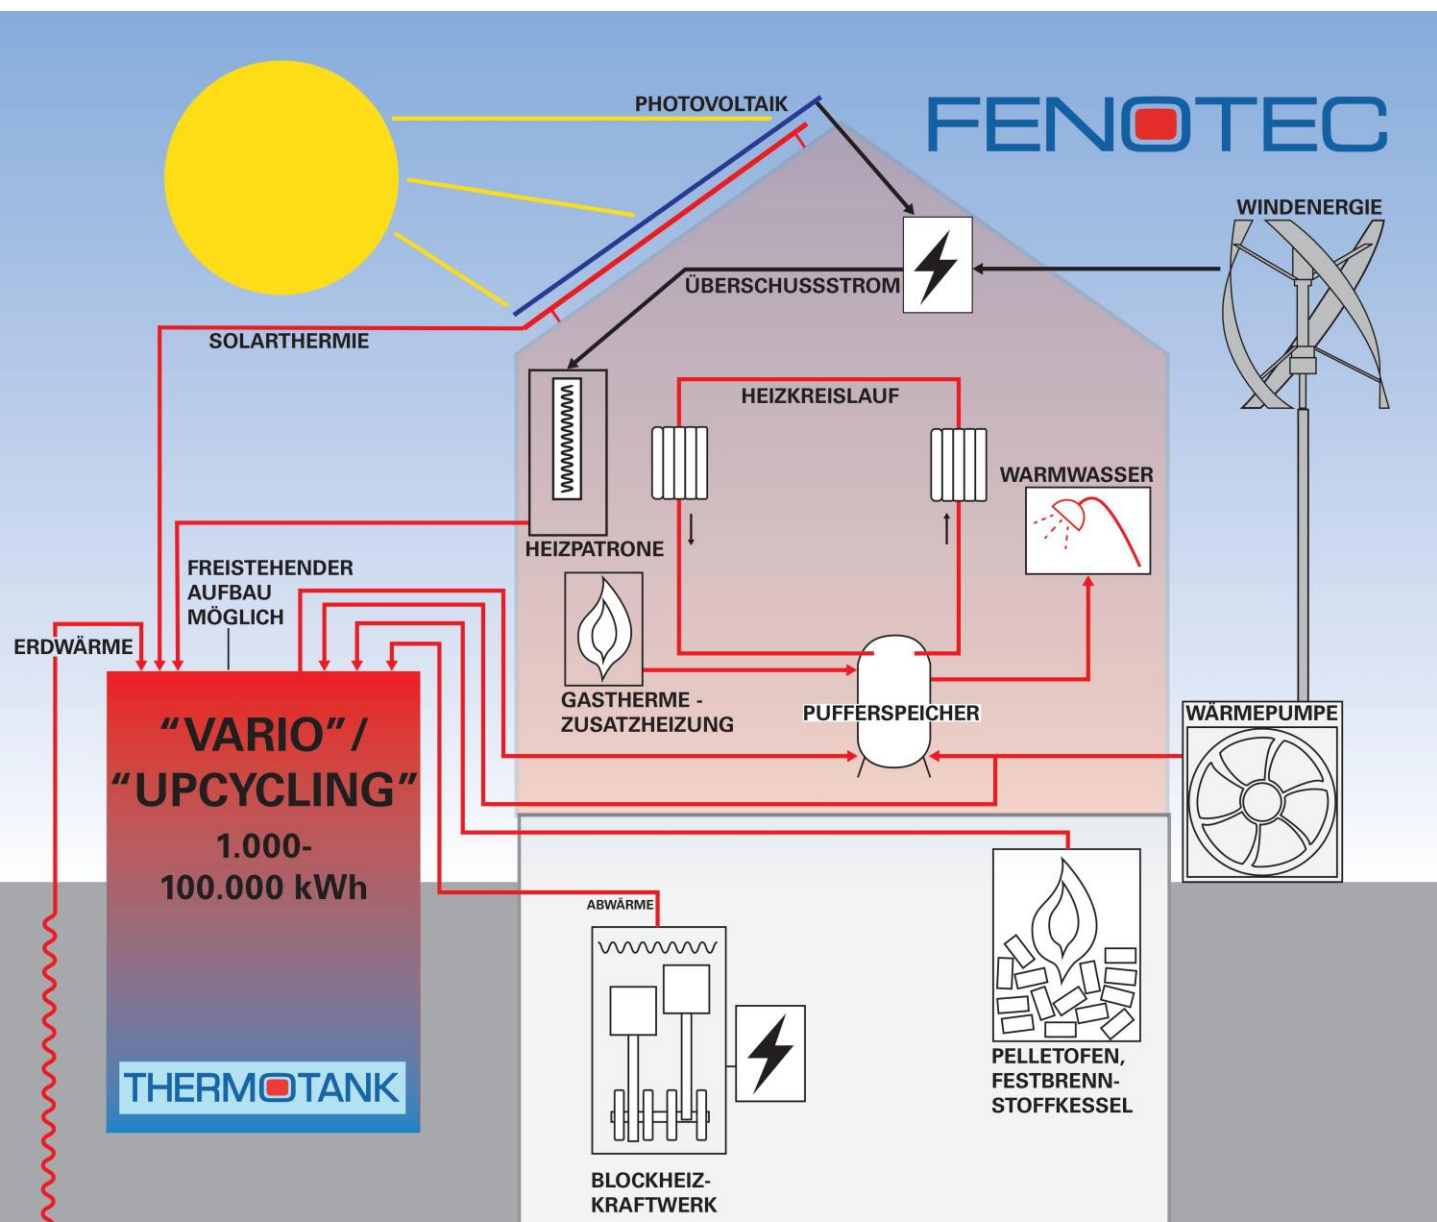 PHOTOVOLTAIK
FENOTEC
WINDENERGIE
ÜBERSCHUSSSTROM
SOLARTHERMIE
HEIZKREISLAUF
WARMWASSER
HEIZPATRONE
FREISTEHENDER
AUFBAU
MÖGLICH
ERDWÄRME
GASTHERME -
ZUSATZHEIZUNG
PUFFERSPEICHER
WÄRMEPUMPE
“VARIO” /
“UPCYCLING”
1.000-
100.000 kWh
ABWÄRME
THERMOTANK
PELLETOFEN,
FESTBRENN-
STOFFKESSEL
BLOCKHEIZ-
KRAFTWERK